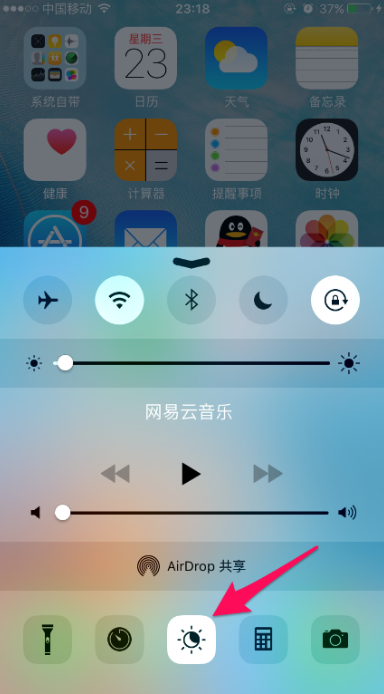 中国移动 23:18 37%
星期三
23
系统自带 日历 天气 备忘录
健康 计算器 提醒事项 时钟
9
网易云音乐
AirDrop 共享